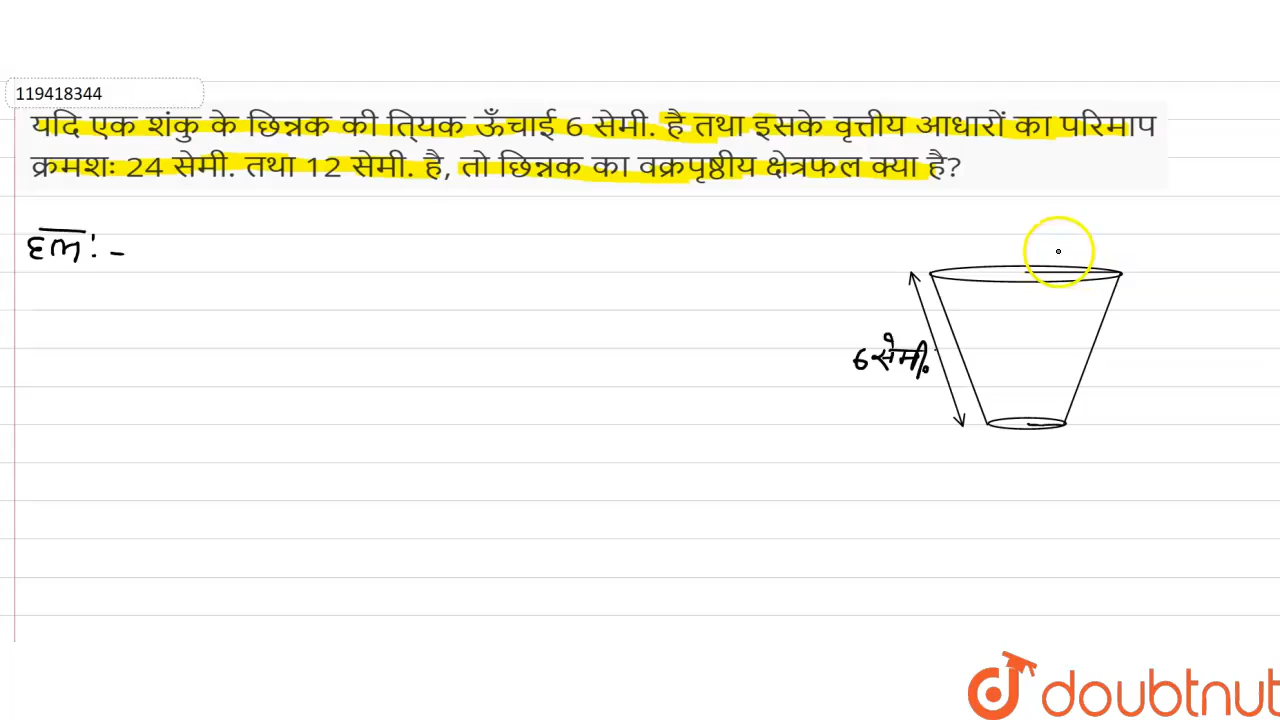 119418344
यदि एक शंकु के छिन्नक की तिर्यक ऊँचाई 6 सेमी. है तथा इसके वृत्तीय आधारों का परिमाप
क्रमशः 24 सेमी. तथा 12 सेमी. है, तो छिन्नक का वक्रपृष्ठीय क्षेत्रफल क्या है?
हल:-
6 सेमी.
doubtnut